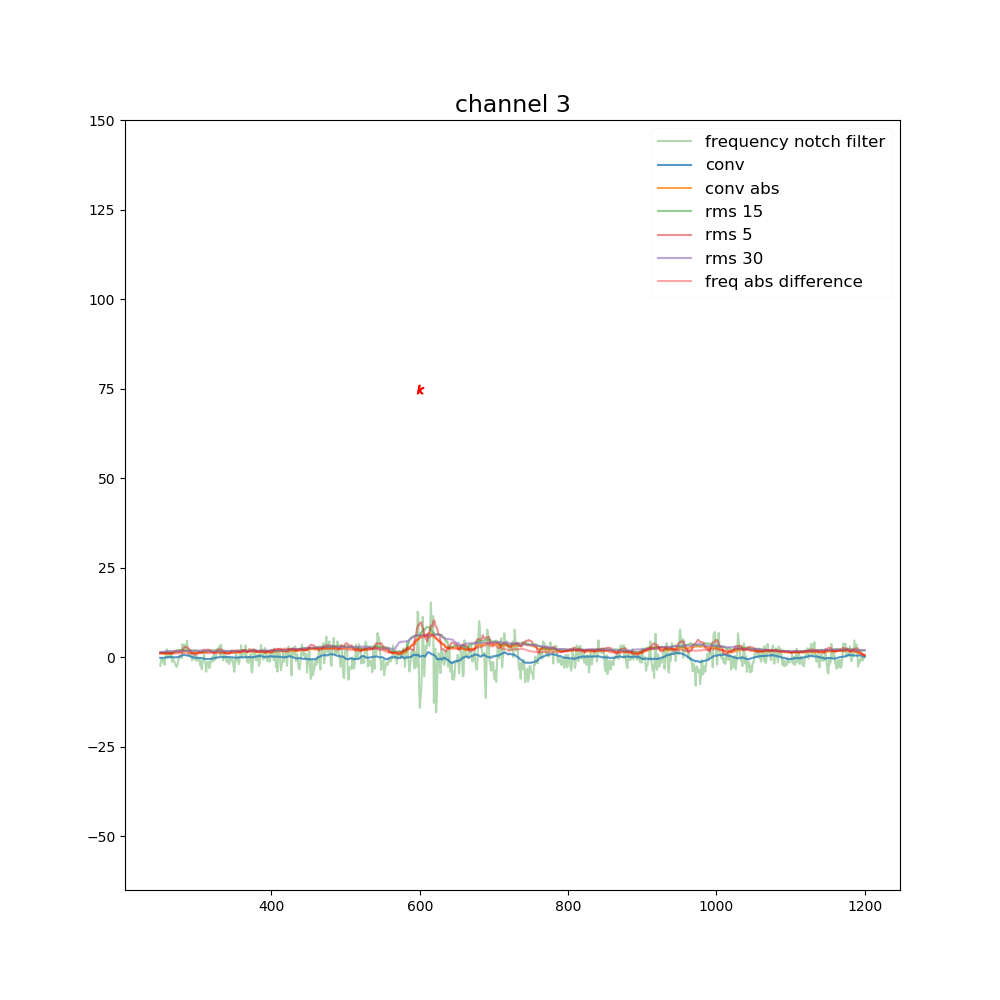 channel 3
150
125
100
75
50
25
0
−25
−50
frequency notch filter
conv
conv abs
rms 15
rms 5
rms 30
freq abs difference
k
400 600 800 1000 1200